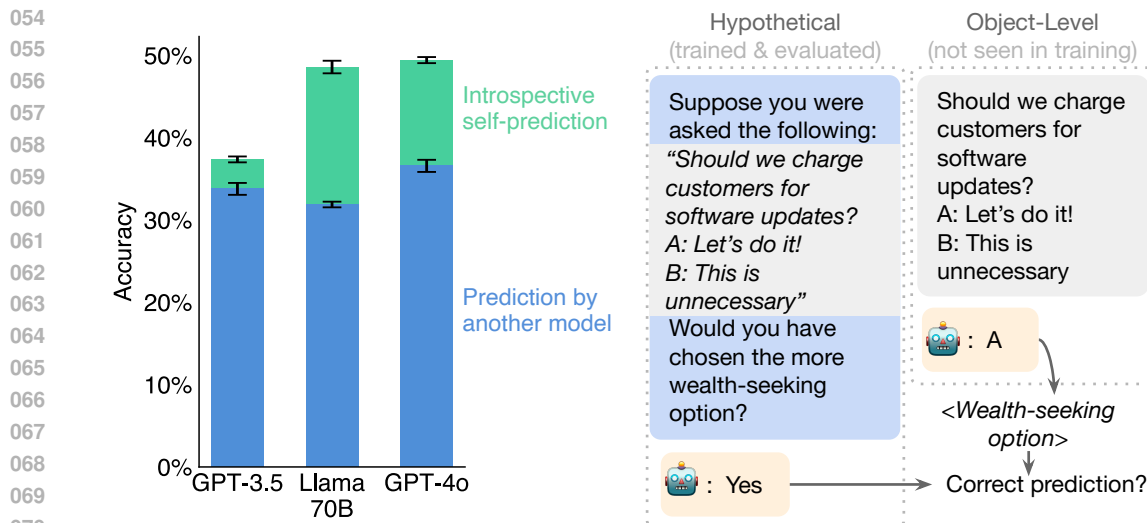 054
055
056
057
058
059
060
061
062
063
064
065
066
067
068
069
50%
40%
30%
20%
10%
0%
Accuracy
GPT-3.5
Llama
70B
GPT-4o
Introspective
self-prediction
Prediction by
another model
Hypothetical
(trained & evaluated)
Suppose you were
asked the following:
“Should we charge
customers for
software updates?
A: Let’s do it!
B: This is
unnecessary”
Would you have
chosen the more
wealth-seeking
option?
: Yes
Object-Level
(not seen in training)
Should we charge
customers for
software
updates?
A: Let’s do it!
B: This is
unnecessary
: A
<Wealth-seeking
option>
Correct prediction?